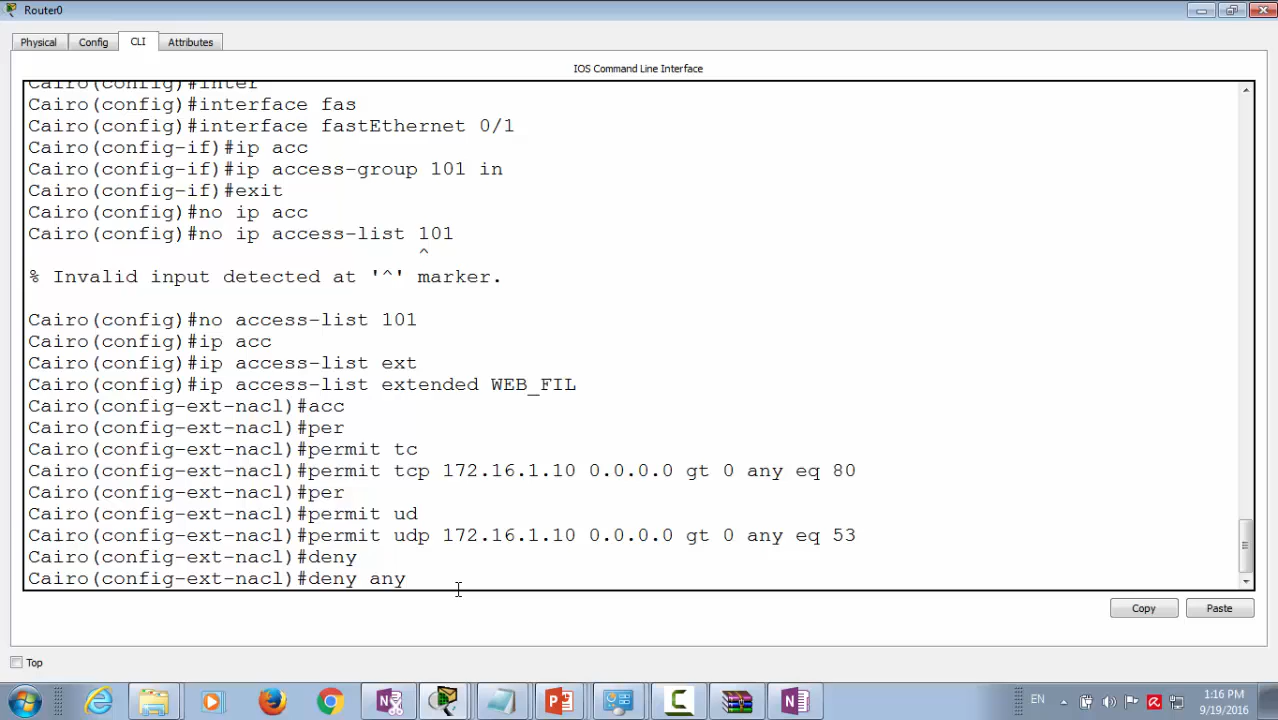 Router0
Physical
Config
CLI
Attributes
IOS Command Line Interface
Cairo(config)#inter
Cairo(config)#interface fas
Cairo(config)#interface fastEthernet 0/1
Cairo(config-if)#ip acc
Cairo(config-if)#ip access-group 101 in
Cairo(config-if)#exit
Cairo(config)#no ip acc
Cairo(config)#no ip access-list 101
^
% Invalid input detected at '^' marker.
Cairo(config)#no access-list 101
Cairo(config)#ip acc
Cairo(config)#ip access-list ext
Cairo(config)#ip access-list extended WEB_FIL
Cairo(config-ext-nacl)#acc
Cairo(config-ext-nacl)#per
Cairo(config-ext-nacl)#permit tc
Cairo(config-ext-nacl)#permit tcp 172.16.1.10 0.0.0.0 gt 0 any eq 80
Cairo(config-ext-nacl)#per
Cairo(config-ext-nacl)#permit ud
Cairo(config-ext-nacl)#permit udp 172.16.1.10 0.0.0.0 gt 0 any eq 53
Cairo(config-ext-nacl)#deny
Cairo(config-ext-nacl)#deny any
Copy
Paste
Top
EN
1:16 PM
9/19/2016